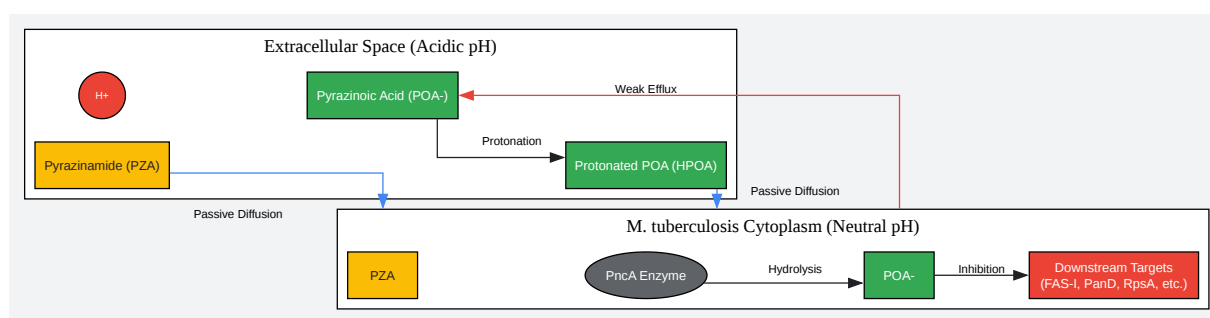 Extracellular Space (Acidic pH)
H+
Pyrazinoic Acid (POA-)
Weak Efflux
Protonation
Pyrazinamide (PZA)
Protonated POA (HPOA)
Passive Diffusion
Passive Diffusion
M. tuberculosis Cytoplasm (Neutral pH)
PZA
PncA Enzyme
Hydrolysis
POA-
Inhibition
Downstream Targets
(FAS-I, PanD, RpsA, etc.)